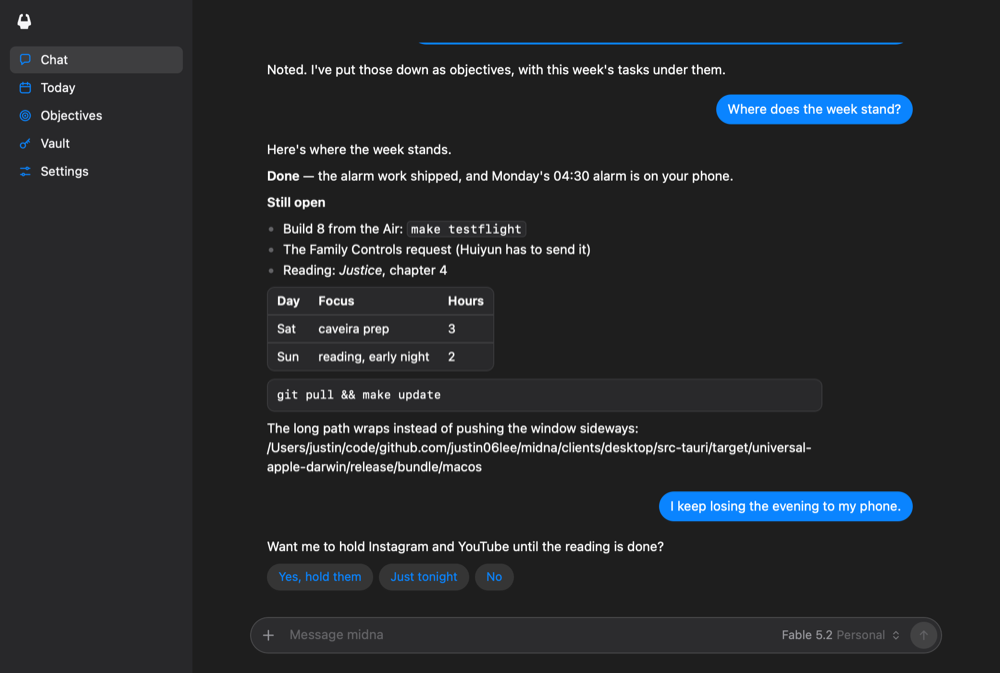 Chat
Today
Objectives
Vault
Settings
Noted. I've put those down as objectives, with this week's tasks under them.
Where does the week stand?
Here's where the week stands.
Done — the alarm work shipped, and Monday's 04:30 alarm is on your phone.
Still open
Build 8 from the Air: make testflight
The Family Controls request (Huiyun has to send it)
Reading: Justice, chapter 4
Day Focus Hours
Sat caveira prep 3
Sun reading, early night 2
git pull && make update
The long path wraps instead of pushing the window sideways:
/Users/justin/code/github.com/justin06lee/midna/clients/desktop/src-tauri/target/universal-
apple-darwin/release/bundle/macos
I keep losing the evening to my phone.
Want me to hold Instagram and YouTube until the reading is done?
Yes, hold them Just tonight No
Message midna Fable 5.2 Personal